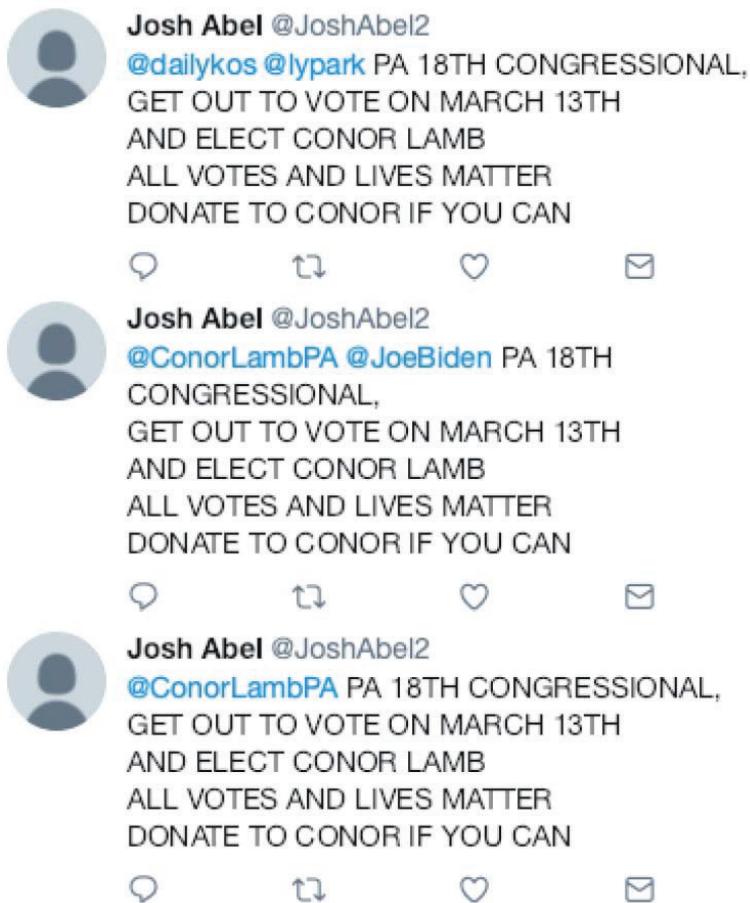 Josh Abel @JoshAbel2
@dailykos @lypark PA 18TH CONGRESSIONAL,
GET OUT TO VOTE ON MARCH 13TH
AND ELECT CONOR LAMB
ALL VOTES AND LIVES MATTER
DONATE TO CONOR IF YOU CAN
Josh Abel @JoshAbel2
@ConorLambPA @JoeBiden PA 18TH
CONGRESSIONAL,
GET OUT TO VOTE ON MARCH 13TH
AND ELECT CONOR LAMB
ALL VOTES AND LIVES MATTER
DONATE TO CONOR IF YOU CAN
Josh Abel @JoshAbel2
@ConorLambPA PA 18TH CONGRESSIONAL,
GET OUT TO VOTE ON MARCH 13TH
AND ELECT CONOR LAMB
ALL VOTES AND LIVES MATTER
DONATE TO CONOR IF YOU CAN